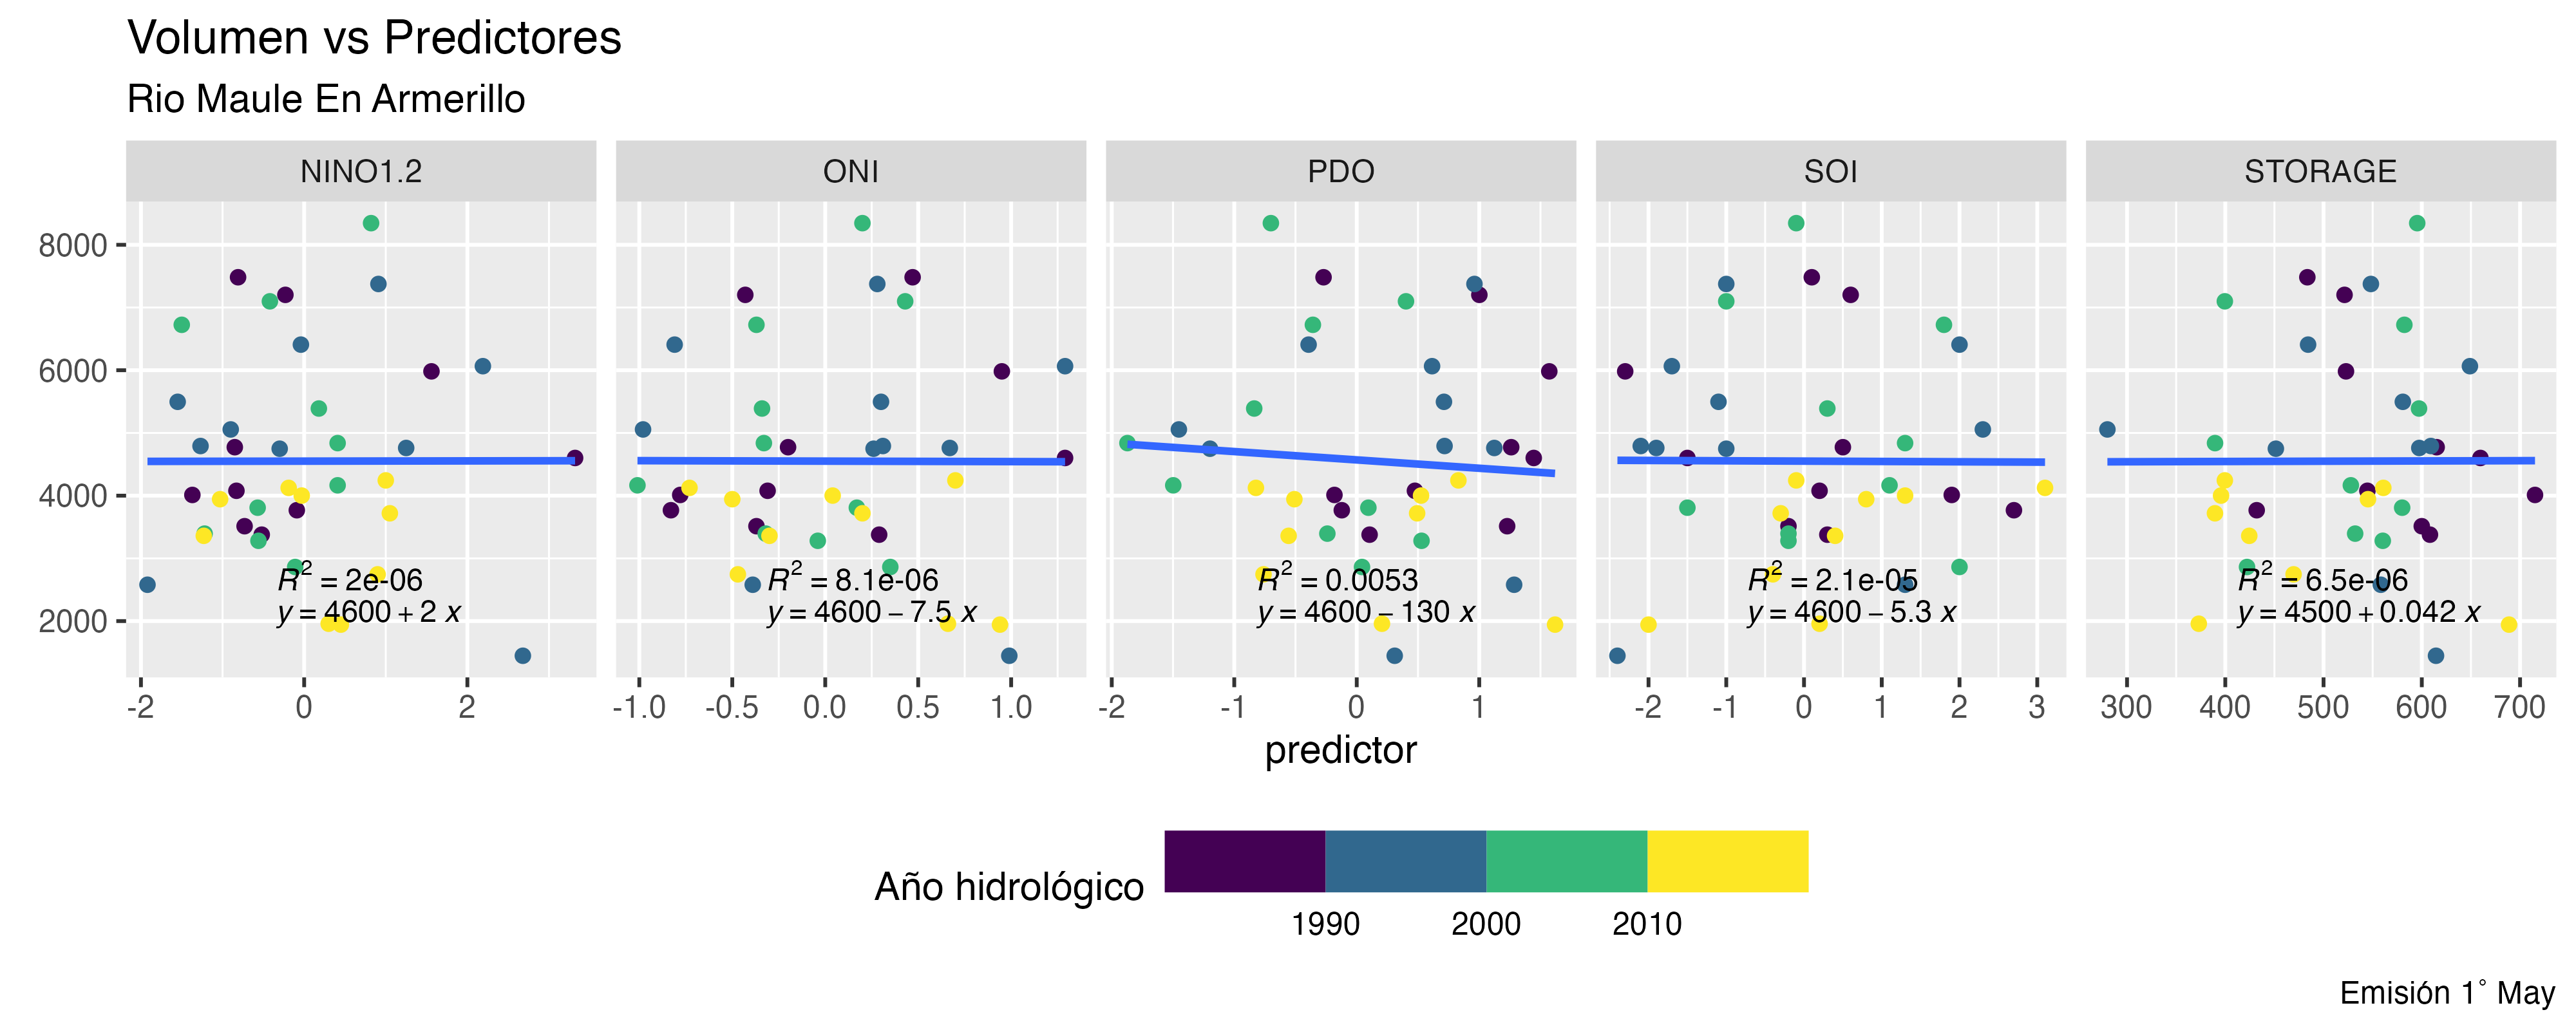 Volumen vs Predictores
Rio Maule En Armerillo
NINO1.2 ONI PDO SOI STORAGE
8000
6000
4000
2000
R² = 2e-06 R² = 8.1e-06 R² = 0.0053 R² = 2.1e-05 R² = 6.5e-06
y = 4600 + 2 x y = 4600 − 7.5 x y = 4600 − 130 x y = 4600 − 5.3 x y = 4500 + 0.042 x
-2 0 2 -1.0 -0.5 0.0 0.5 1.0 -2 -1 0 1 -2 -1 0 1 2 3 300 400 500 600 700
predictor
Año hidrológico
1990 2000 2010
Emisión 1° May